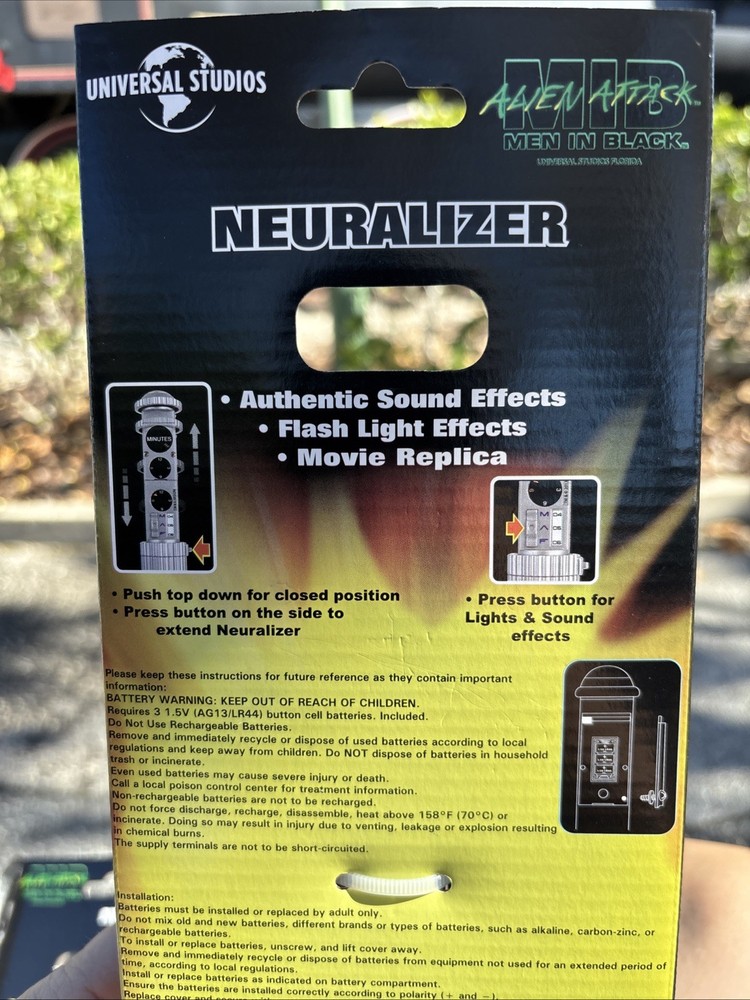 UNIVERSAL STUDIOS
MIB
ALIEN ATTACK™
MEN IN BLACK™
UNIVERSAL STUDIOS FLORIDA
NEURALIZER
• Authentic Sound Effects
• Flash Light Effects
• Movie Replica
MINUTES
M 04
A 05
F 06
• Push top down for closed position
• Press button on the side to
extend Neuralizer
• Press button for
Lights & Sound
effects
Please keep these instructions for future reference as they contain important
information:
BATTERY WARNING: KEEP OUT OF REACH OF CHILDREN.
Requires 3 1.5V (AG13/LR44) button cell batteries. Included.
Do Not Use Rechargeable Batteries.
Remove and immediately recycle or dispose of used batteries according to local
regulations and keep away from children. Do NOT dispose of batteries in household
trash or incinerate.
Even used batteries may cause severe injury or death.
Call a local poison control center for treatment information.
Non-rechargeable batteries are not to be recharged.
Do not force discharge, recharge, disassemble, heat above 158°F (70°C) or
incinerate. Doing so may result in injury due to venting, leakage or explosion resulting
in chemical burns.
The supply terminals are not to be short-circuited.
Installation:
Batteries must be installed or replaced by adult only.
Do not mix old and new batteries, different brands or types of batteries, such as alkaline, carbon-zinc, or
rechargeable batteries.
To install or replace batteries, unscrew, and lift cover away.
Remove and immediately recycle or dispose of batteries from equipment not used for an extended period of
time, according to local regulations.
Install or replace batteries as indicated on battery compartment.
Ensure the batteries are installed correctly according to polarity (+ and −).
Replace cover and